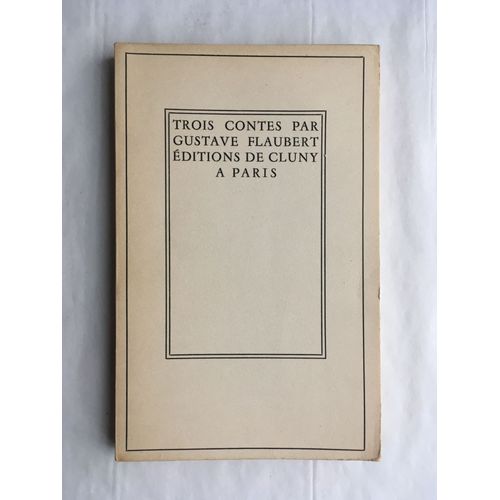 TROIS CONTES PAR
GUSTAVE FLAUBERT
ÉDITIONS DE CLUNY
A PARIS